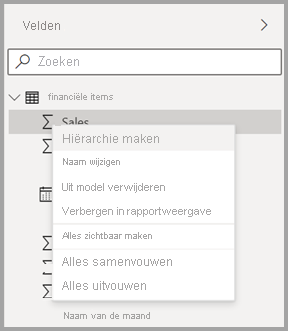 Velden
Zoeken
financiële items
Sales
Hiërarchie maken
Naam wijzigen
Uit model verwijderen
Verbergen in rapportweergave
Alles zichtbaar maken
Alles samenvouwen
Alles uitvouwen
Naam van de maand